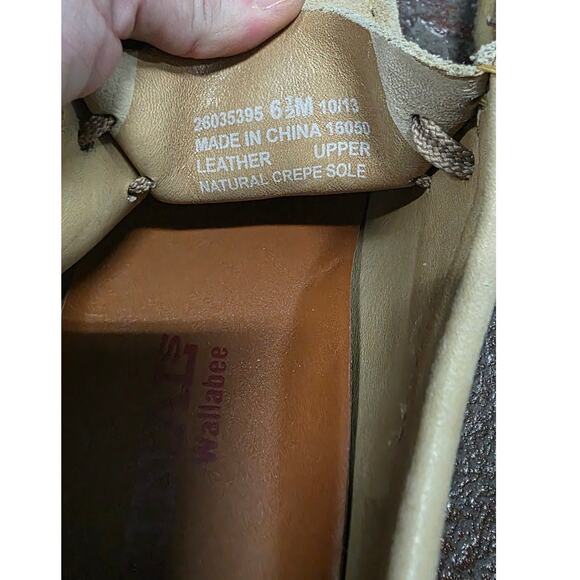 26035395 6½M 10/13
MADE IN CHINA 16050
LEATHER UPPER
NATURAL CREPE SOLE
Wallabee